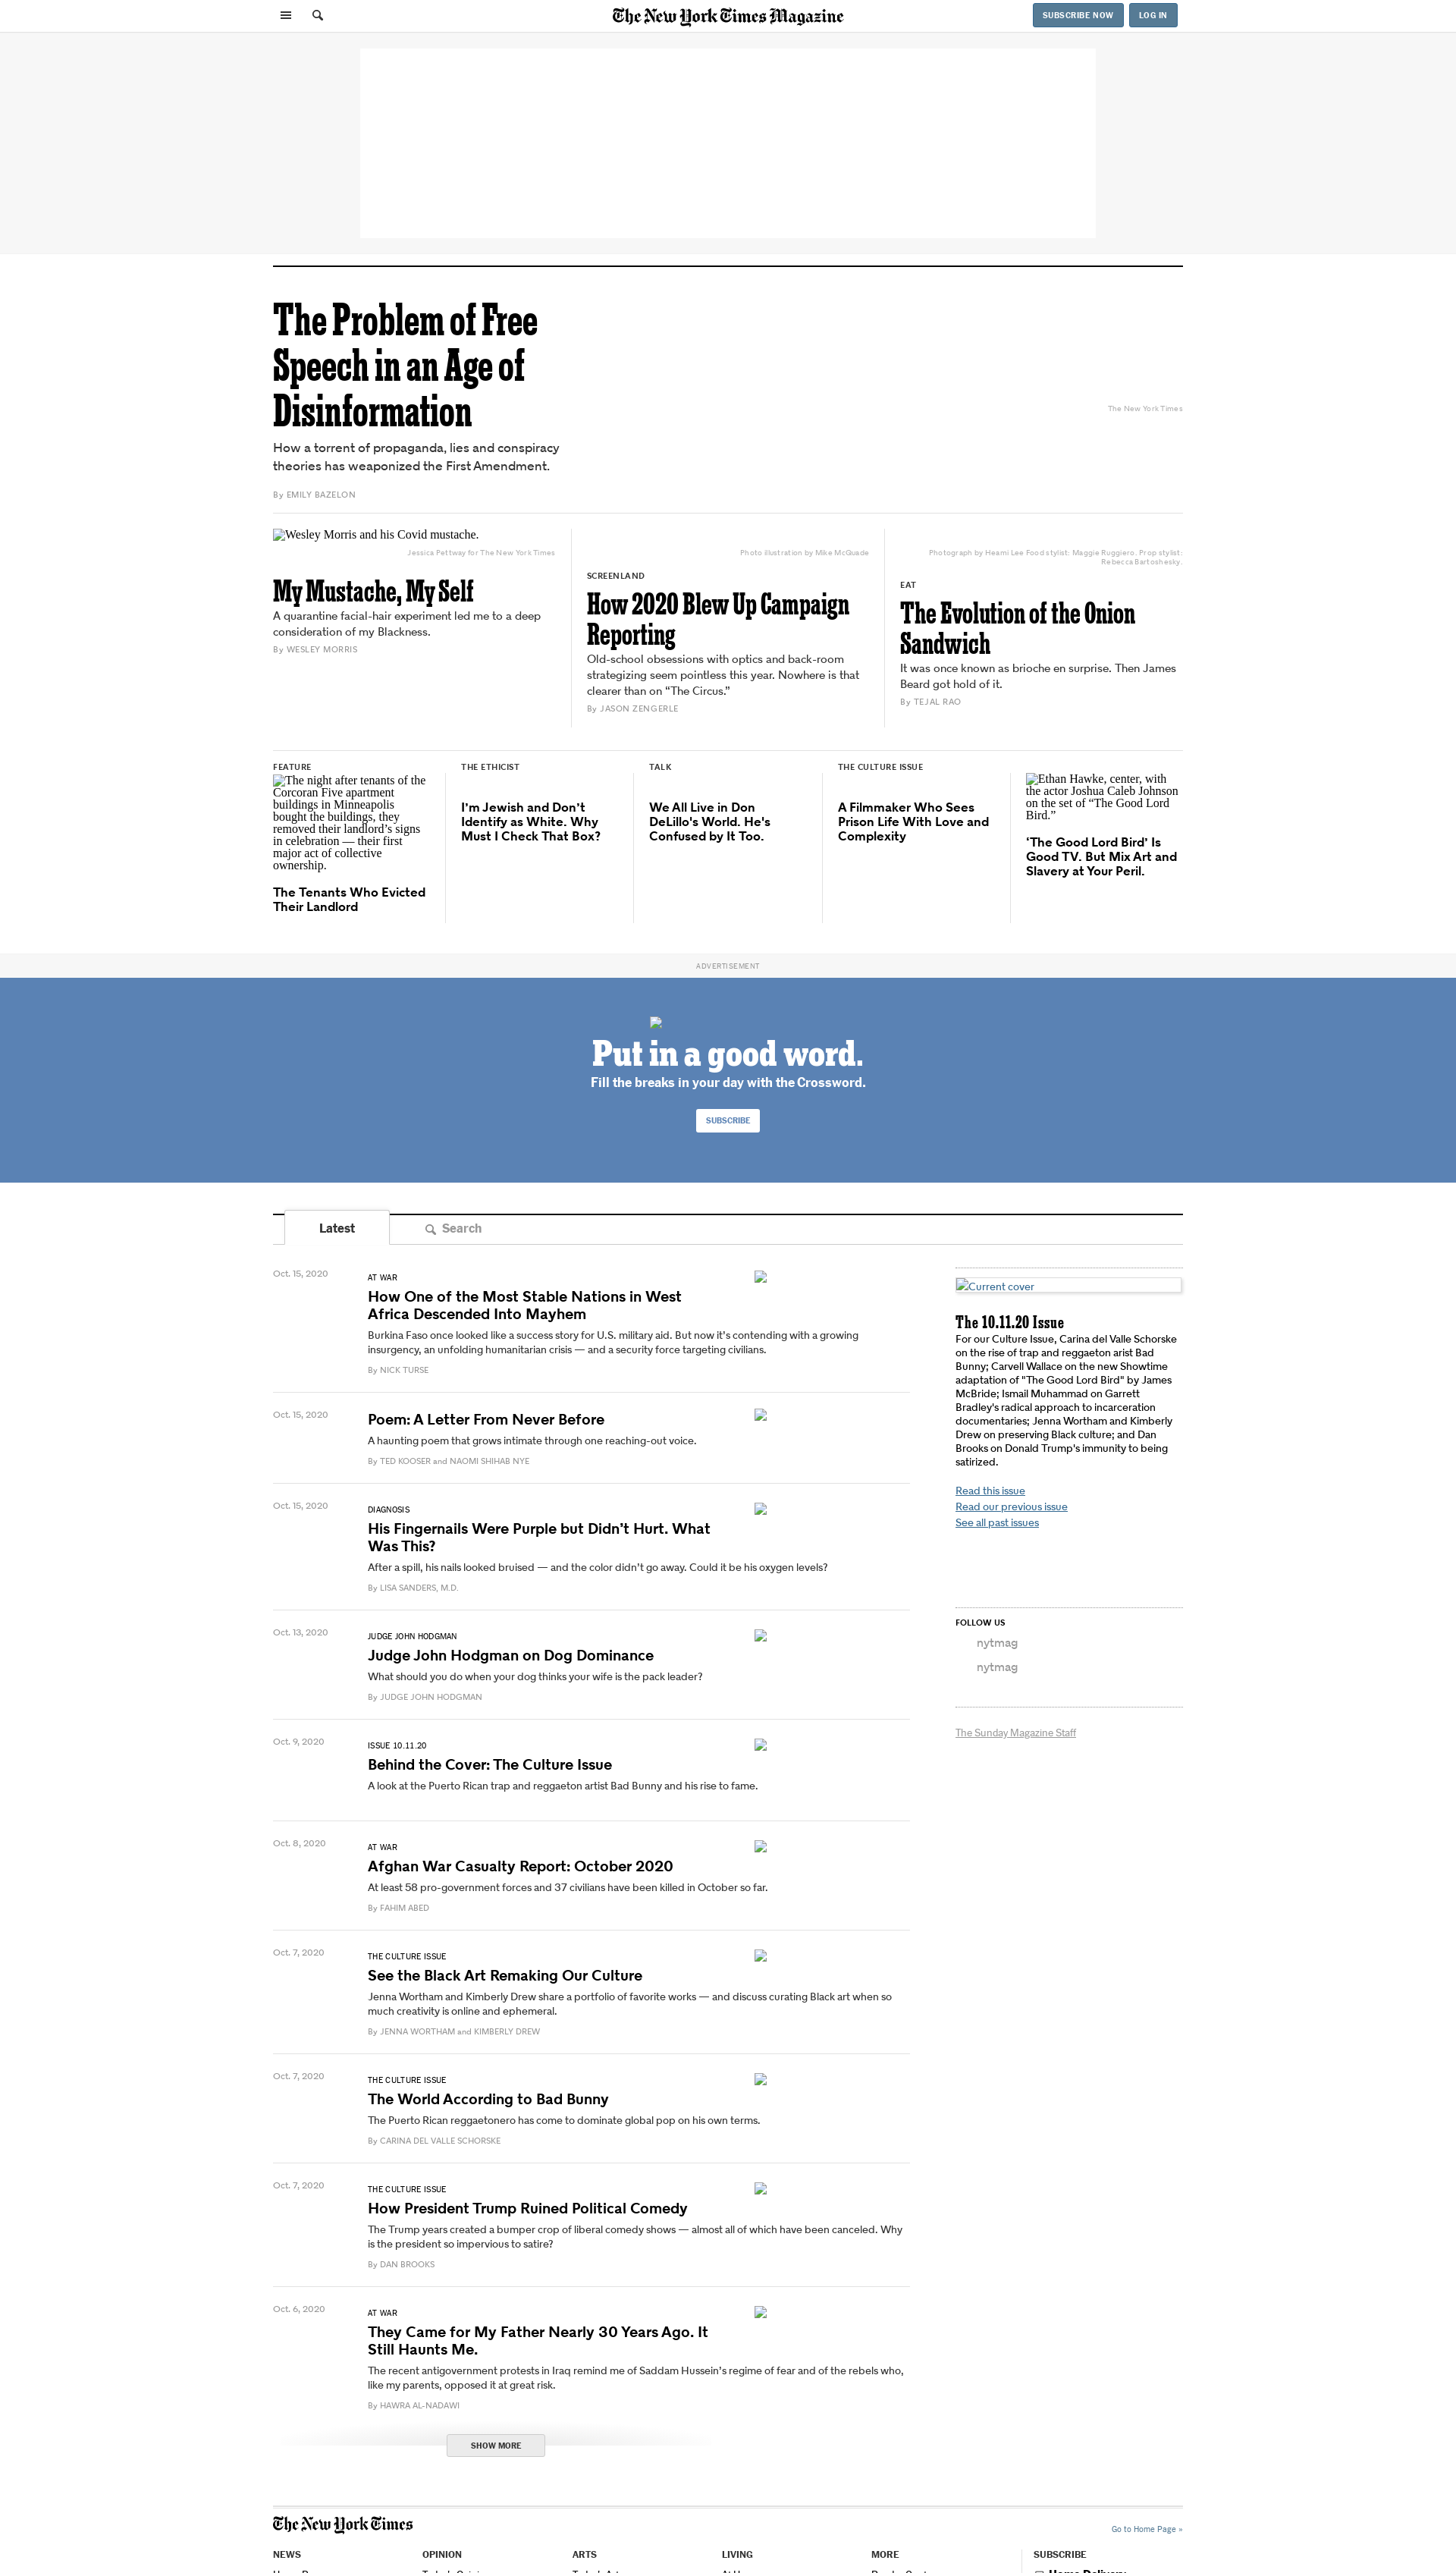 The New York Times Magazine
SUBSCRIBE NOW
LOG IN
The Problem of Free
Speech in an Age of
Disinformation
How a torrent of propaganda, lies and conspiracy
theories has weaponized the First Amendment.
By EMILY BAZELON
The New York Times
Wesley Morris and his Covid mustache.
Jessica Pettway for The New York Times
My Mustache, My Self
A quarantine facial-hair experiment led me to a deep
consideration of my Blackness.
By WESLEY MORRIS
Photo illustration by Mike McQuade
SCREENLAND
How 2020 Blew Up Campaign
Reporting
Old-school obsessions with optics and back-room
strategizing seem pointless this year. Nowhere is that
clearer than on “The Circus.”
By JASON ZENGERLE
Photograph by Heami Lee Food stylist: Maggie Ruggiero. Prop stylist:
Rebecca Bartoshesky.
EAT
The Evolution of the Onion
Sandwich
It was once known as brioche en surprise. Then James
Beard got hold of it.
By TEJAL RAO
FEATURE
The night after tenants of the
Corcoran Five apartment
buildings in Minneapolis
bought the buildings, they
removed their landlord’s signs
in celebration — their first
major act of collective
ownership.
The Tenants Who Evicted
Their Landlord
THE ETHICIST
I’m Jewish and Don’t
Identify as White. Why
Must I Check That Box?
TALK
We All Live in Don
DeLillo's World. He's
Confused by It Too.
THE CULTURE ISSUE
A Filmmaker Who Sees
Prison Life With Love and
Complexity
Ethan Hawke, center, with
the actor Joshua Caleb Johnson
on the set of “The Good Lord
Bird.”
‘The Good Lord Bird’ Is
Good TV. But Mix Art and
Slavery at Your Peril.
ADVERTISEMENT
Put in a good word.
Fill the breaks in your day with the Crossword.
SUBSCRIBE
Latest
Search
Oct. 15, 2020
AT WAR
How One of the Most Stable Nations in West
Africa Descended Into Mayhem
Burkina Faso once looked like a success story for U.S. military aid. But now it’s contending with a growing
insurgency, an unfolding humanitarian crisis — and a security force targeting civilians.
By NICK TURSE
Oct. 15, 2020
Poem: A Letter From Never Before
A haunting poem that grows intimate through one reaching-out voice.
By TED KOOSER and NAOMI SHIHAB NYE
Oct. 15, 2020
DIAGNOSIS
His Fingernails Were Purple but Didn’t Hurt. What
Was This?
After a spill, his nails looked bruised — and the color didn’t go away. Could it be his oxygen levels?
By LISA SANDERS, M.D.
Oct. 13, 2020
JUDGE JOHN HODGMAN
Judge John Hodgman on Dog Dominance
What should you do when your dog thinks your wife is the pack leader?
By JUDGE JOHN HODGMAN
Oct. 9, 2020
ISSUE 10.11.20
Behind the Cover: The Culture Issue
A look at the Puerto Rican trap and reggaeton artist Bad Bunny and his rise to fame.
Oct. 8, 2020
AT WAR
Afghan War Casualty Report: October 2020
At least 58 pro-government forces and 37 civilians have been killed in October so far.
By FAHIM ABED
Oct. 7, 2020
THE CULTURE ISSUE
See the Black Art Remaking Our Culture
Jenna Wortham and Kimberly Drew share a portfolio of favorite works — and discuss curating Black art when so
much creativity is online and ephemeral.
By JENNA WORTHAM and KIMBERLY DREW
Oct. 7, 2020
THE CULTURE ISSUE
The World According to Bad Bunny
The Puerto Rican reggaetonero has come to dominate global pop on his own terms.
By CARINA DEL VALLE SCHORSKE
Oct. 7, 2020
THE CULTURE ISSUE
How President Trump Ruined Political Comedy
The Trump years created a bumper crop of liberal comedy shows — almost all of which have been canceled. Why
is the president so impervious to satire?
By DAN BROOKS
Oct. 6, 2020
AT WAR
They Came for My Father Nearly 30 Years Ago. It
Still Haunts Me.
The recent antigovernment protests in Iraq remind me of Saddam Hussein’s regime of fear and of the rebels who,
like my parents, opposed it at great risk.
By HAWRA AL-NADAWI
SHOW MORE
Current cover
The 10.11.20 Issue
For our Culture Issue, Carina del Valle Schorske
on the rise of trap and reggaeton arist Bad
Bunny; Carvell Wallace on the new Showtime
adaptation of "The Good Lord Bird" by James
McBride; Ismail Muhammad on Garrett
Bradley's radical approach to incarceration
documentaries; Jenna Wortham and Kimberly
Drew on preserving Black culture; and Dan
Brooks on Donald Trump's immunity to being
satirized.
Read this issue
Read our previous issue
See all past issues
FOLLOW US
nytmag
nytmag
The Sunday Magazine Staff
The New York Times
Go to Home Page »
NEWS
OPINION
ARTS
LIVING
MORE
SUBSCRIBE